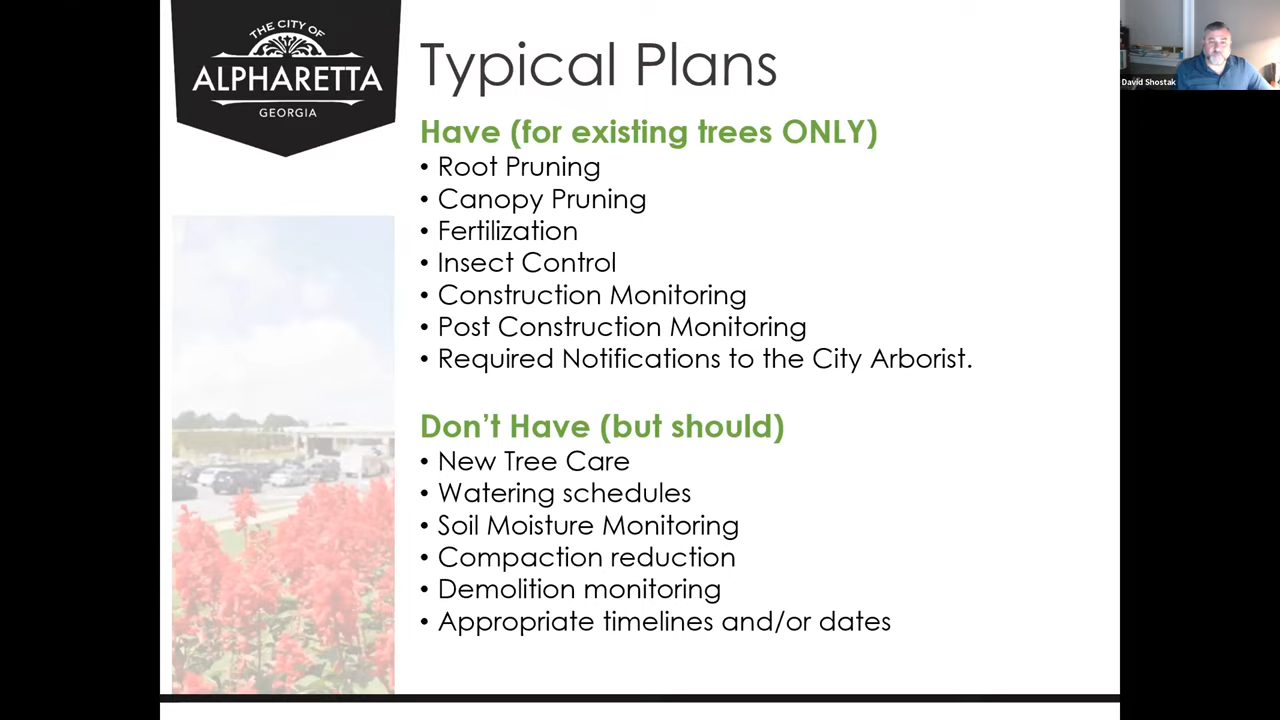 THE CITY OF
ALPHARETTA
GEORGIA
Typical Plans
Have (for existing trees ONLY)
• Root Pruning
• Canopy Pruning
• Fertilization
• Insect Control
• Construction Monitoring
• Post Construction Monitoring
• Required Notifications to the City Arborist.
Don't Have (but should)
• New Tree Care
• Watering schedules
• Soil Moisture Monitoring
• Compaction reduction
• Demolition monitoring
• Appropriate timelines and/or dates
David Shostak